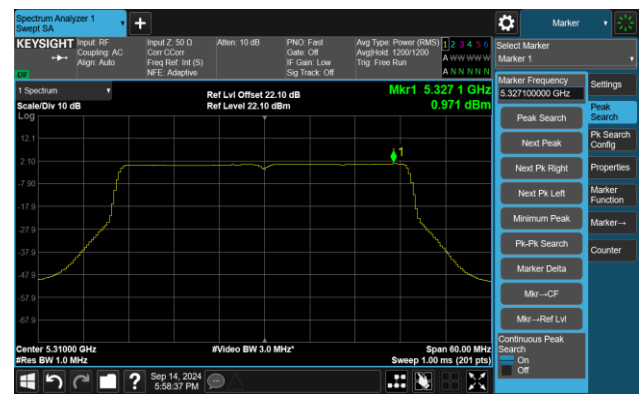 Spectrum Analyzer 1
Swept SA
+
Marker
KEYSIGHT
Input: RF
Coupling: AC
Align: Auto
Input Z: 50 Ω
Corr CCorr
Freq Ref: Int (S)
NFE: Adaptive
Atten: 10 dB
PNO: Fast
Gate: Off
IF Gain: Low
Sig Track: Off
Avg Type: Power (RMS)
Avg|Hold: 1200/1200
Trig: Free Run
1 2 3 4 5 6
A W W W W W
A N N N N N
Select Marker
Marker 1
1 Spectrum
Scale/Div 10 dB
Log
Ref Lvl Offset 22.10 dB
Ref Level 22.10 dBm
Mkr1 5.327 1 GHz
0.971 dBm
12.1
2.10
-7.90
-17.9
-27.9
-37.9
-47.9
-57.9
-67.9
1
Center 5.31000 GHz
#Res BW 1.0 MHz
#Video BW 3.0 MHz*
Span 60.00 MHz
Sweep 1.00 ms (201 pts)
Marker Frequency
5.327100000 GHz
Peak Search
Next Peak
Next Pk Right
Next Pk Left
Minimum Peak
Pk-Pk Search
Marker Delta
Mkr→CF
Mkr→Ref Lvl
Continuous Peak
Search
On
Off
Settings
Peak
Search
Pk Search
Config
Properties
Marker
Function
Marker→
Counter
?
Sep 14, 2024
5:58:37 PM